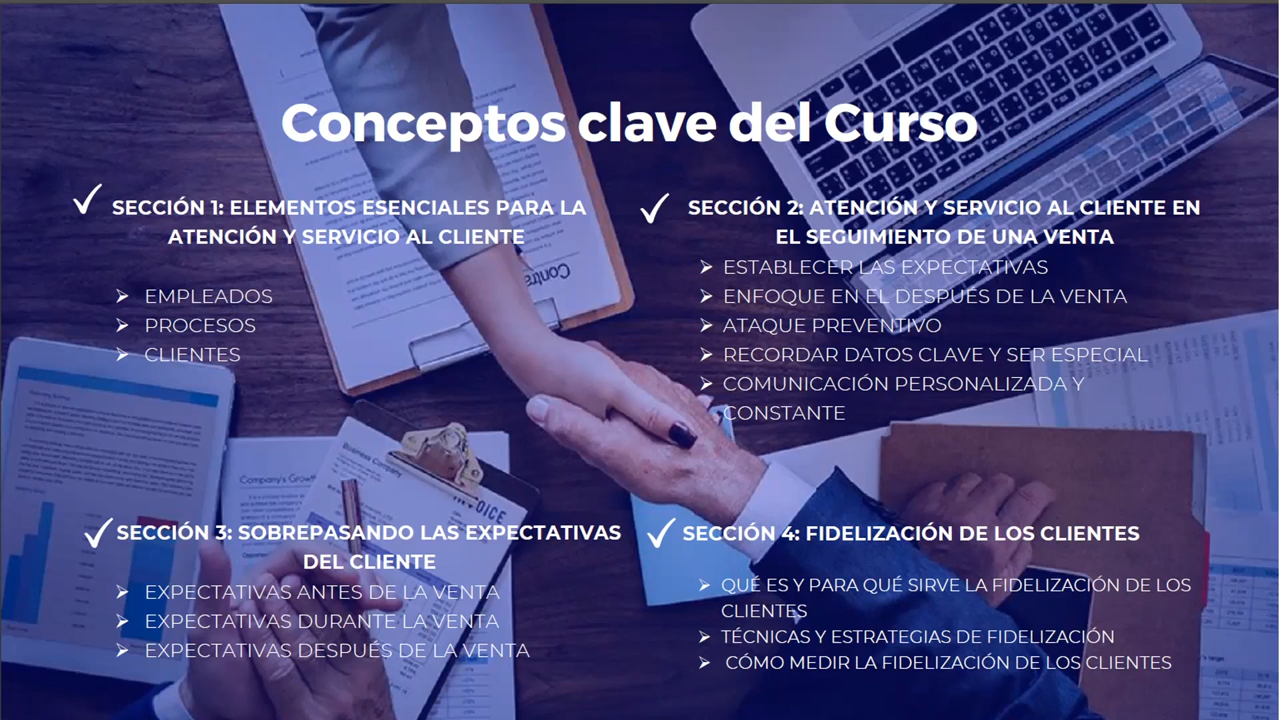 Conceptos clave del Curso
SECCIÓN 1: ELEMENTOS ESENCIALES PARA LA
ATENCIÓN Y SERVICIO AL CLIENTE
EMPLEADOS
PROCESOS
CLIENTES
SECCIÓN 2: ATENCIÓN Y SERVICIO AL CLIENTE EN
EL SEGUIMIENTO DE UNA VENTA
ESTABLECER LAS EXPECTATIVAS
ENFOQUE EN EL DESPUÉS DE LA VENTA
ATAQUE PREVENTIVO
RECORDAR DATOS CLAVE Y SER ESPECIAL
COMUNICACIÓN PERSONALIZADA Y
CONSTANTE
SECCIÓN 3: SOBREPASANDO LAS EXPECTATIVAS
DEL CLIENTE
EXPECTATIVAS ANTES DE LA VENTA
EXPECTATIVAS DURANTE LA VENTA
EXPECTATIVAS DESPUÉS DE LA VENTA
SECCIÓN 4: FIDELIZACIÓN DE LOS CLIENTES
QUÉ ES Y PARA QUÉ SIRVE LA FIDELIZACIÓN DE LOS
CLIENTES
TÉCNICAS Y ESTRATEGIAS DE FIDELIZACIÓN
CÓMO MEDIR LA FIDELIZACIÓN DE LOS CLIENTES
Company's Growth
Business Company